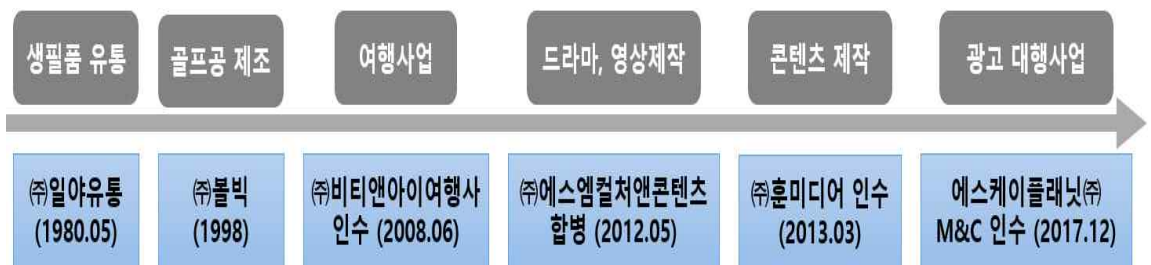 생필품 유통
골프공 제조
여행사업
드라마, 영상제작
콘텐츠 제작
광고 대행사업
㈜일야유통
(1980.05)
㈜볼빅
(1998)
㈜비티앤아이여행사
인수 (2008.06)
㈜에스엠컬처앤콘텐츠
합병 (2012.05)
㈜훈미디어 인수
(2013.03)
에스케이플래닛㈜
M&C 인수 (2017.12)